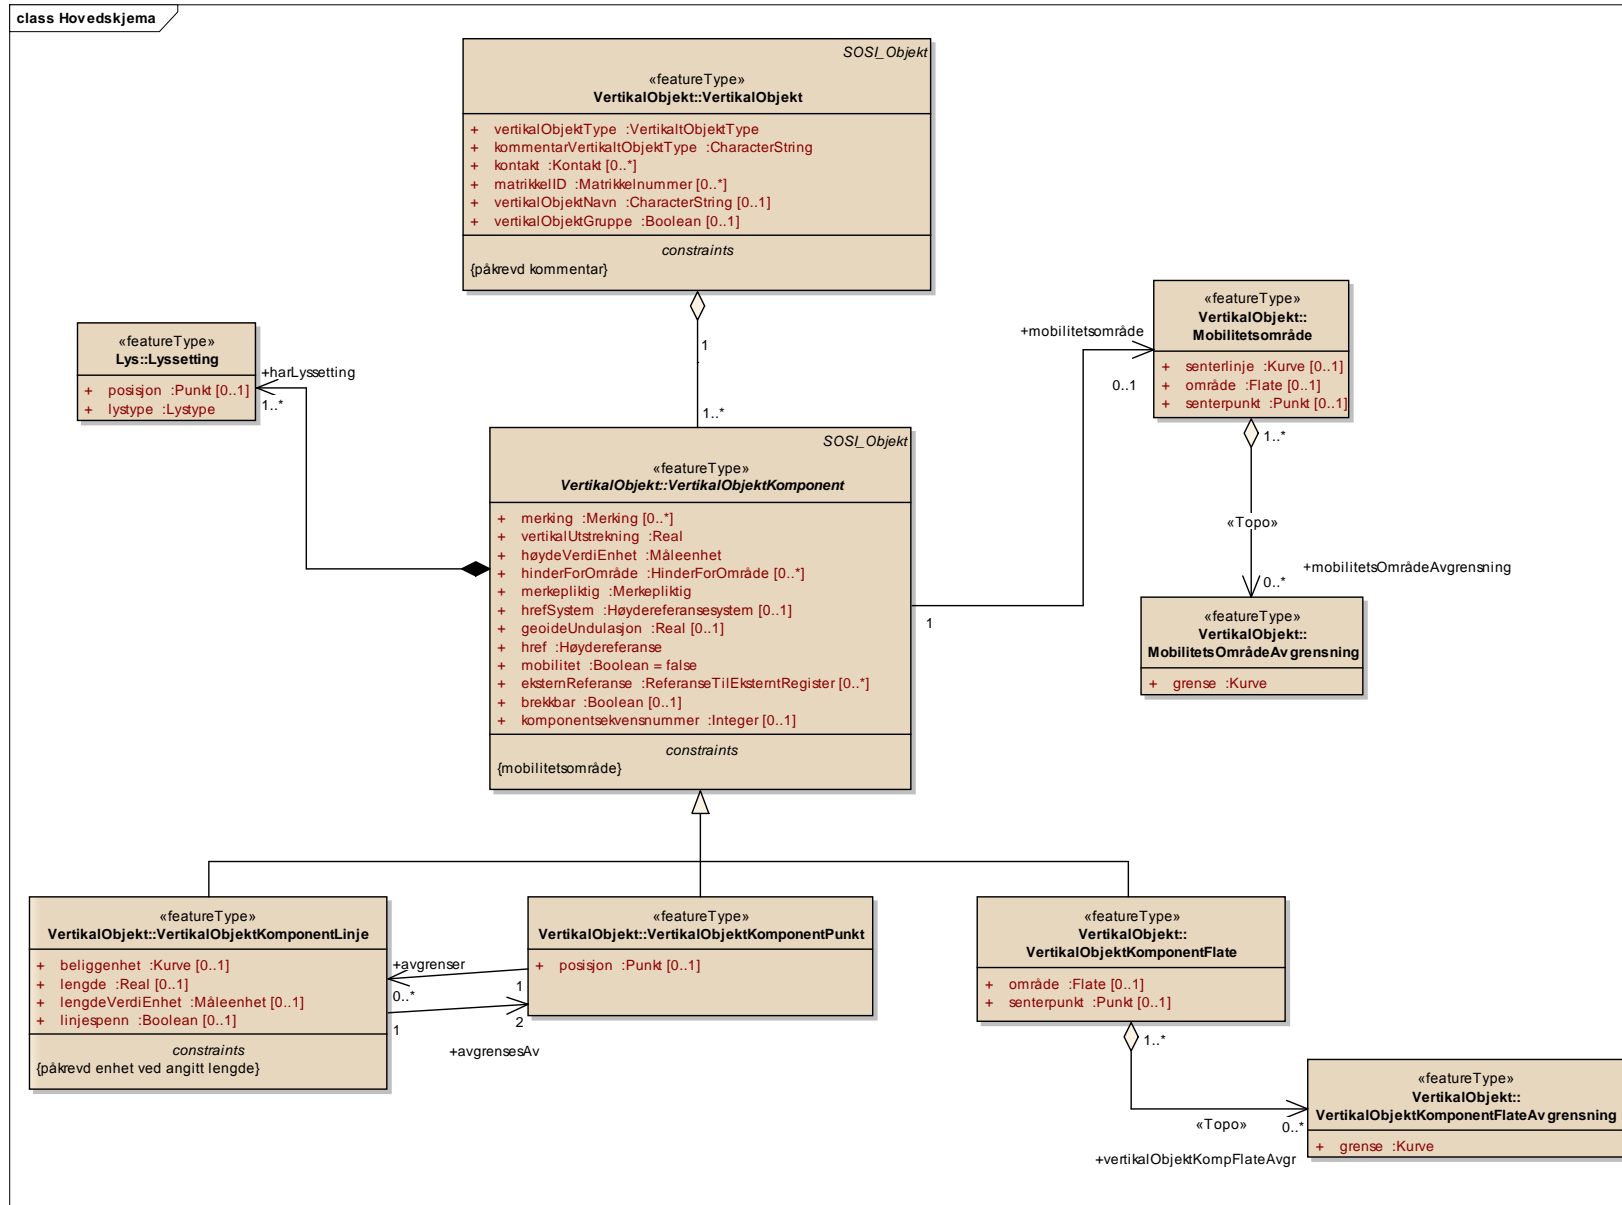 class Hovedskjema
SOSI_Objekt
«featureType»
VertikalObjekt::VertikalObjekt
+ vertikalObjektType :VertikaltObjektType
+ kommentarVertikaltObjektType :CharacterString
+ kontakt :Kontakt [0..*]
+ matrikkelID :Matrikkelnummer [0..*]
+ vertikalObjektNavn :CharacterString [0..1]
+ vertikalObjektGruppe :Boolean [0..1]
constraints
{påkrevd kommentar}
«featureType»
Lys::Lyssetting
+ posisjon :Punkt [0..1]
+ lystype :Lystype
+harLyssetting
1..*
1
1..*
+mobilitetsområde
0..1
1
«featureType»
VertikalObjekt::
Mobilitetsområde
+ senterlinje :Kurve [0..1]
+ område :Flate [0..1]
+ senterpunkt :Punkt [0..1]
1..*
«Topo»
+mobilitetsOmrådeAvgrensning
0..*
«featureType»
VertikalObjekt::
MobilitetsOmrådeAvgrensning
+ grense :Kurve
SOSI_Objekt
«featureType»
VertikalObjekt::VertikalObjektKomponent
+ merking :Merking [0..*]
+ vertikalUtstrekning :Real
+ høydeVerdiEnhet :Måleenhet
+ hinderForOmråde :HinderForOmråde [0..*]
+ merkepliktig :Merkepliktig
+ hrefSystem :Høydereferansesystem [0..1]
+ geoideUndulasjon :Real [0..1]
+ href :Høydereferanse
+ mobilitet :Boolean = false
+ eksternReferanse :ReferanseTilEksterntRegister [0..*]
+ brekkbar :Boolean [0..1]
+ komponentsekvensnummer :Integer [0..1]
constraints
{mobilitetsområde}
«featureType»
VertikalObjekt::VertikalObjektKomponentLinje
+ beliggenhet :Kurve [0..1]
+ lengde :Real [0..1]
+ lengdeVerdiEnhet :Måleenhet [0..1]
+ linjespenn :Boolean [0..1]
constraints
{påkrevd enhet ved angitt lengde}
+avgrenser
0..*
1
1
2
+avgrensesAv
«featureType»
VertikalObjekt::VertikalObjektKomponentPunkt
+ posisjon :Punkt [0..1]
«featureType»
VertikalObjekt::
VertikalObjektKomponentFlate
+ område :Flate [0..1]
+ senterpunkt :Punkt [0..1]
1..*
«Topo»
0..*
+vertikalObjektKompFlateAvgr
«featureType»
VertikalObjekt::
VertikalObjektKomponentFlateAvgrensning
+ grense :Kurve